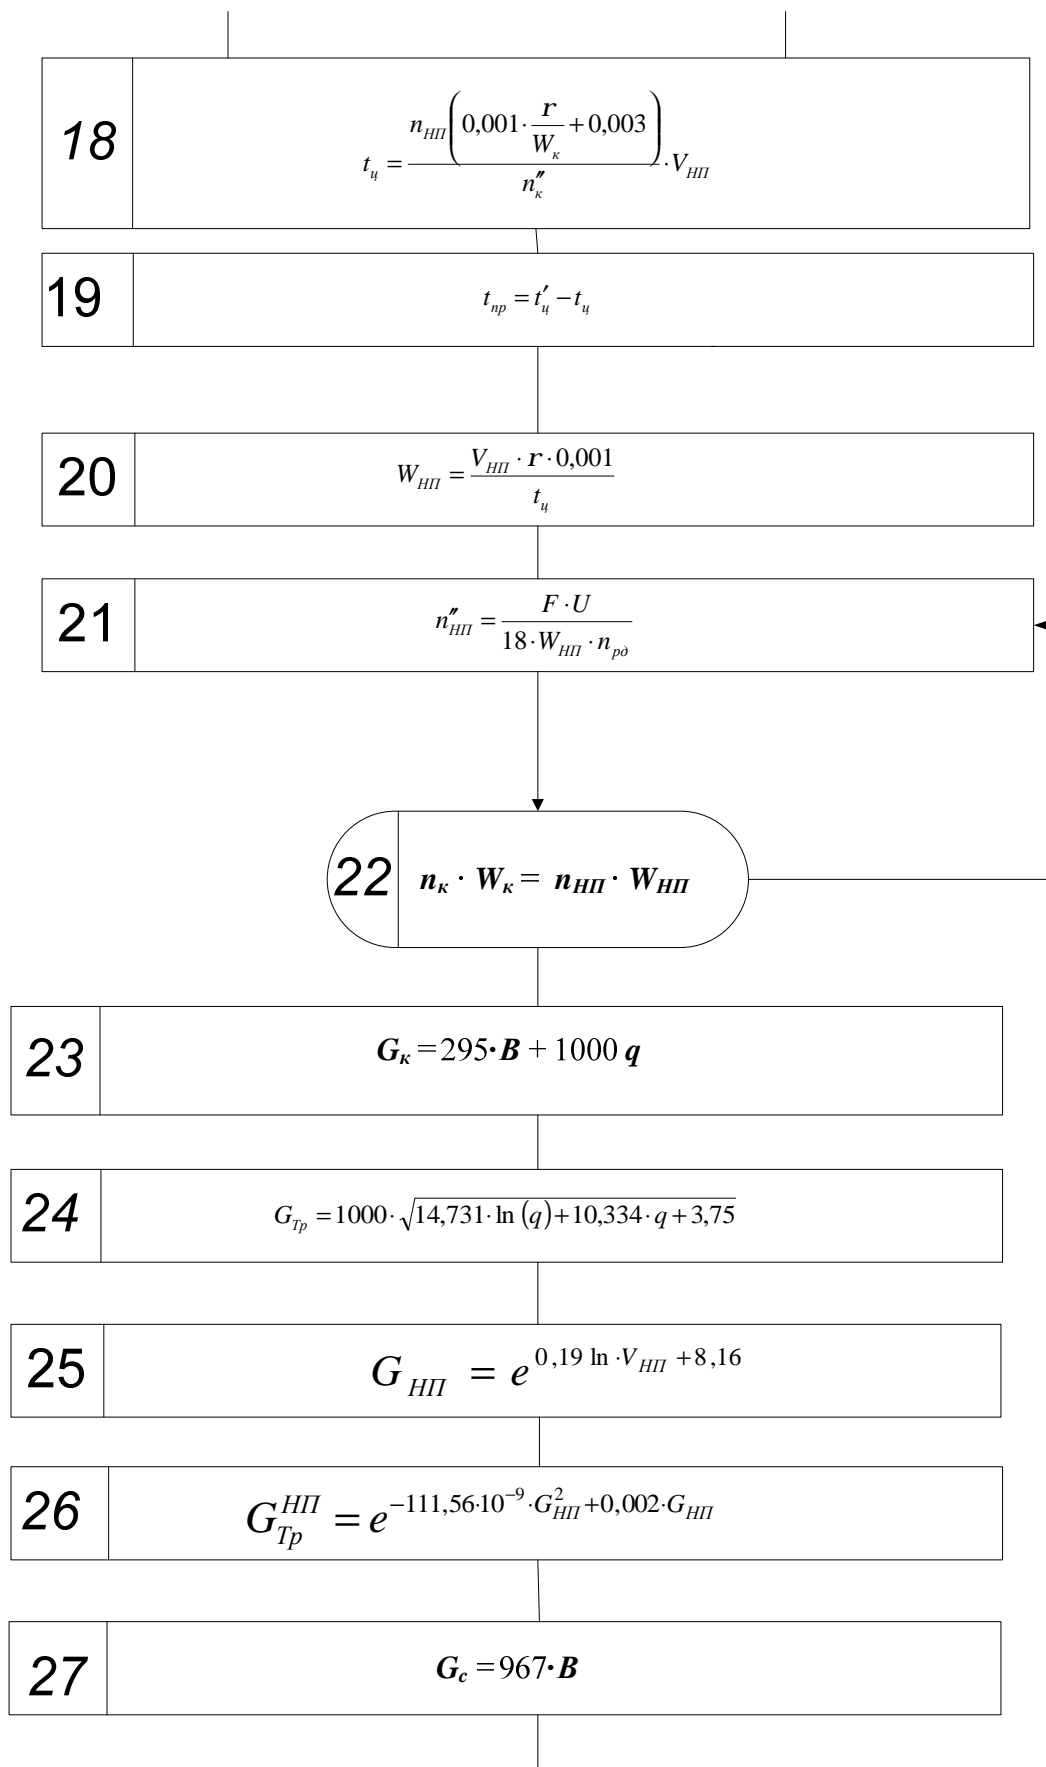 18 t_ц = n_НП(0,001 · r/W_к + 0,003)/n″_к · V_НП
19 t_пр = t′_ц − t_ц
20 W_НП = V_НП · r · 0,001/t_ц
21 n″_НП = F · U/18 · W_НП · n_рд
22 n_к · W_к = n_НП · W_НП
23 G_к = 295·B + 1000 q
24 G_Тр = 1000 · √14,731 · ln (q) + 10,334 · q + 3,75
25 G_НП = e^0,19 ln ·V_НП + 8,16
26 G_Тр^НП = e^−111,56·10^−9 · G_НП^2 + 0,002 · G_НП
27 G_с = 967·B